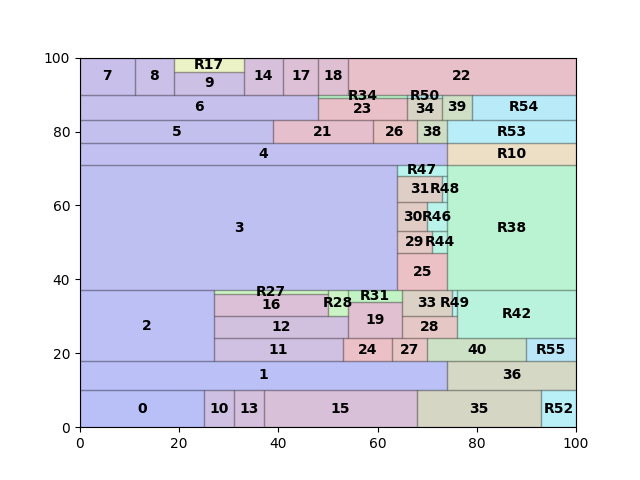 100
7 8 R17 9 14 17 18 22
R34 R50
6 23 34 39 R54
80
5 21 26 38 R53
4 R10
R47
31 R48
60
30 R46
3 R38
29 R44
40
25
R27 R31
16 R28 33 R49
R42
2 12 19 28
20
11 24 27 40 R55
1 36
0 10 13 15 35 R52
0
0 20 40 60 80 100